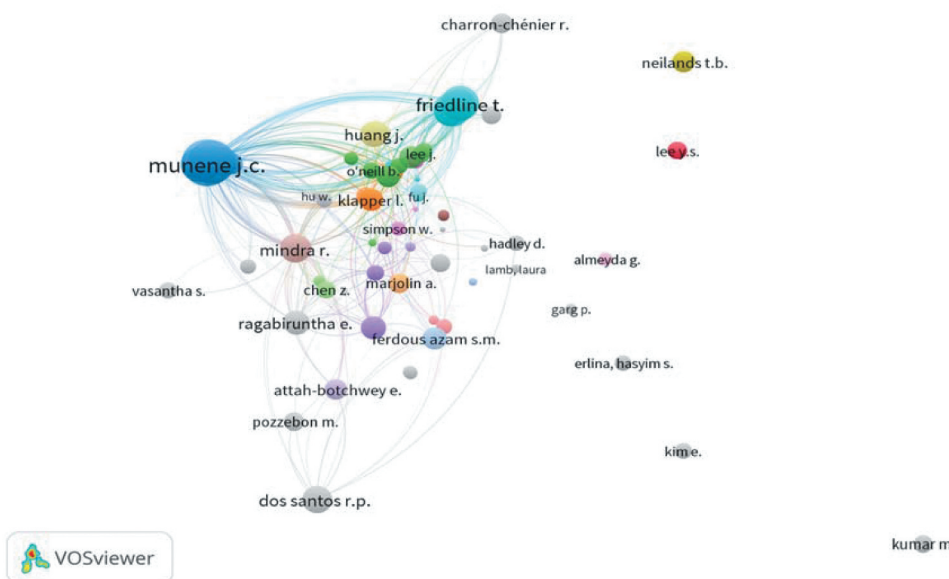 charron-chénier r.
neilands t.b.
friedline t.
huang j.
lee j.
lee y.s.
munene j.c.
o'neill b.
hu w.
klapper l.
fu j.
simpson w.
mindra r.
hadley d.
almeyda g.
lamb, laura
vasantha s.
chen z.
marjolin a.
garg p.
ragabiruntha e.
ferdous azam s.m.
erlina, hasyim s.
attah-botchwey e.
pozzebon m.
kim e.
dos santos r.p.
VOSviewer
kumar m